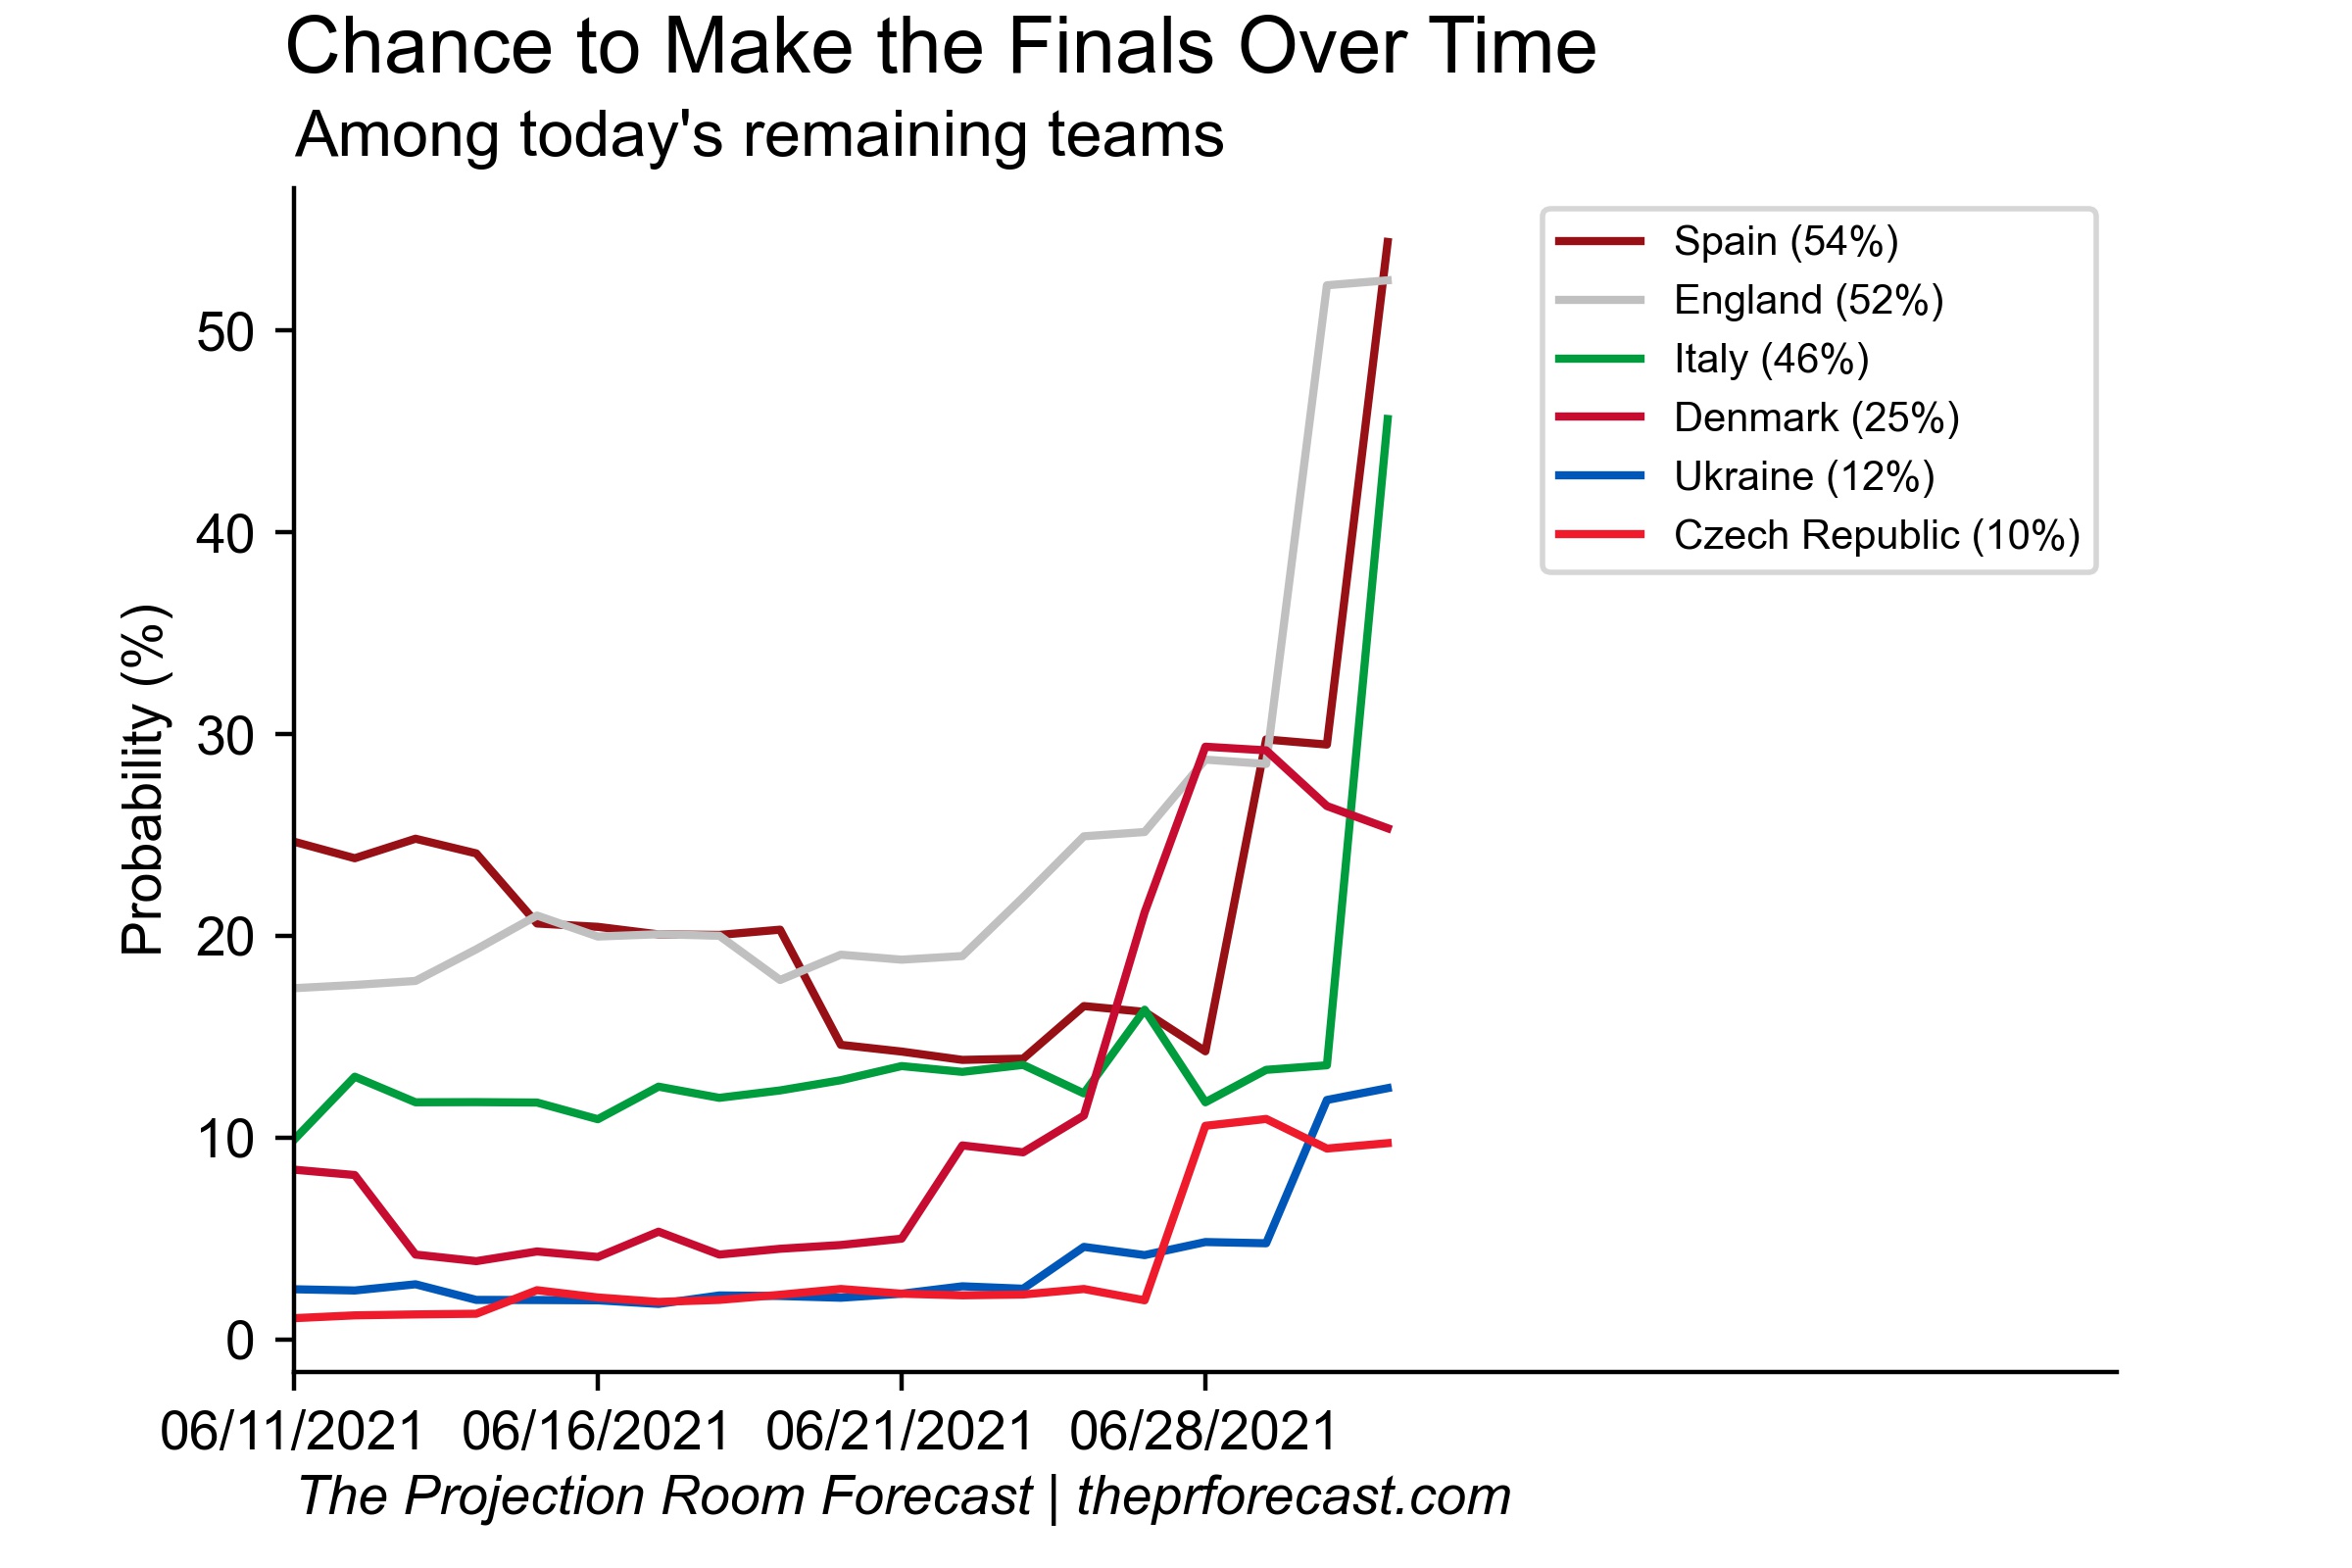 Chance to Make the Finals Over Time
Among today's remaining teams
Spain (54%)
England (52%)
Italy (46%)
Denmark (25%)
Ukraine (12%)
Czech Republic (10%)
Probability (%)
50
40
30
20
10
0
06/11/2021 06/16/2021 06/21/2021 06/28/2021
The Projection Room Forecast | theprforecast.com